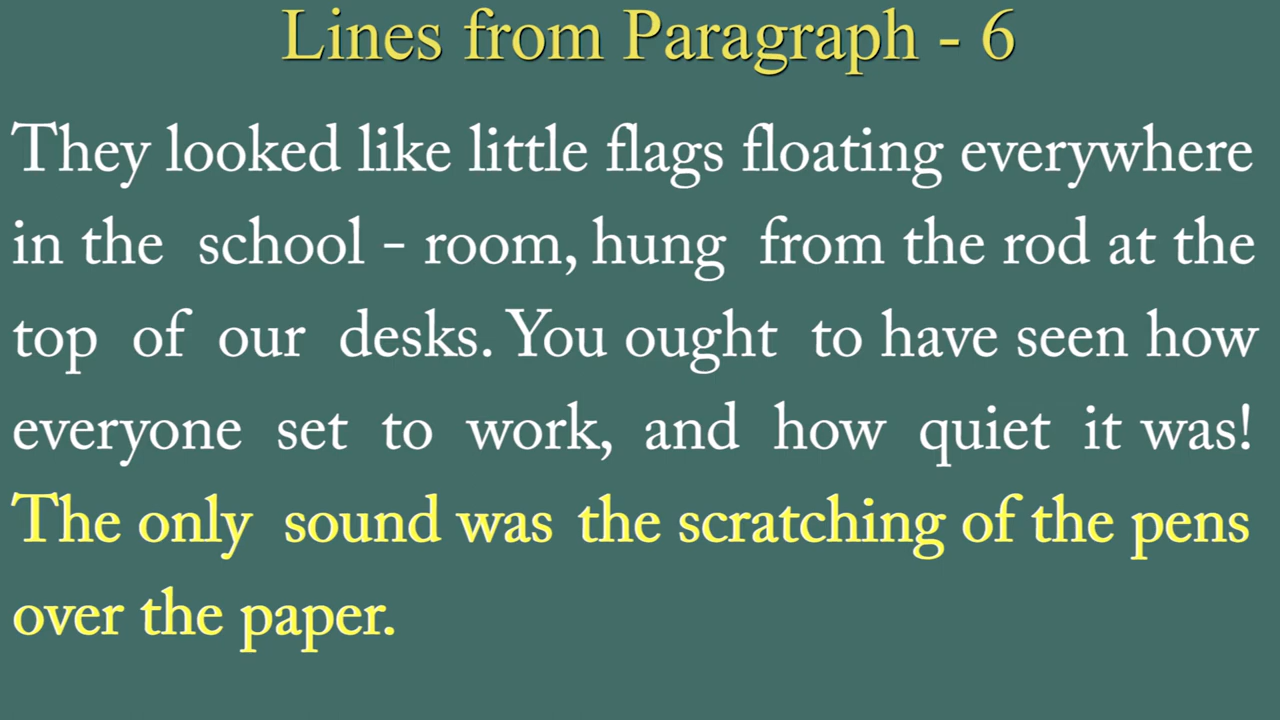 Lines from Paragraph - 6
They looked like little flags floating everywhere
in the school - room, hung from the rod at the
top of our desks. You ought to have seen how
everyone set to work, and how quiet it was!
The only sound was the scratching of the pens
over the paper.